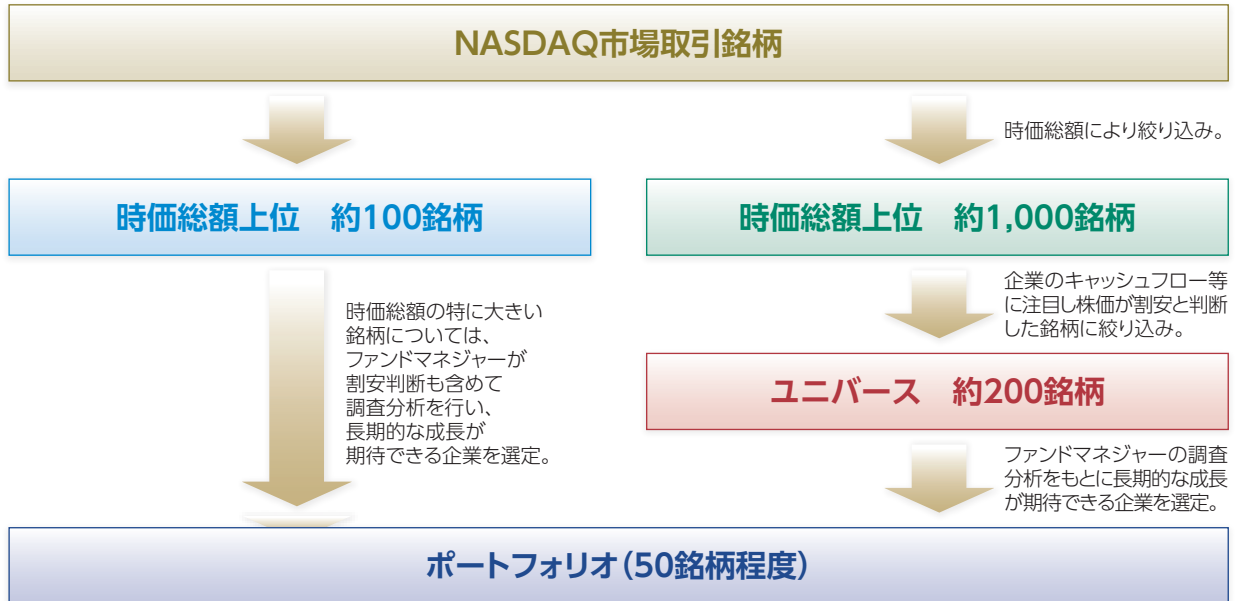 NASDAQ市場取引銘柄
時価総額により絞り込み。
時価総額上位　約100銘柄
時価総額上位　約1,000銘柄
時価総額の特に大きい
銘柄については、
ファンドマネジャーが
割安判断も含めて
調査分析を行い、
長期的な成長が
期待できる企業を選定。
企業のキャッシュフロー等
に注目し株価が割安と判断
した銘柄に絞り込み。
ユニバース　約200銘柄
ファンドマネジャーの調査
分析をもとに長期的な成長
が期待できる企業を選定。
ポートフォリオ（50銘柄程度）